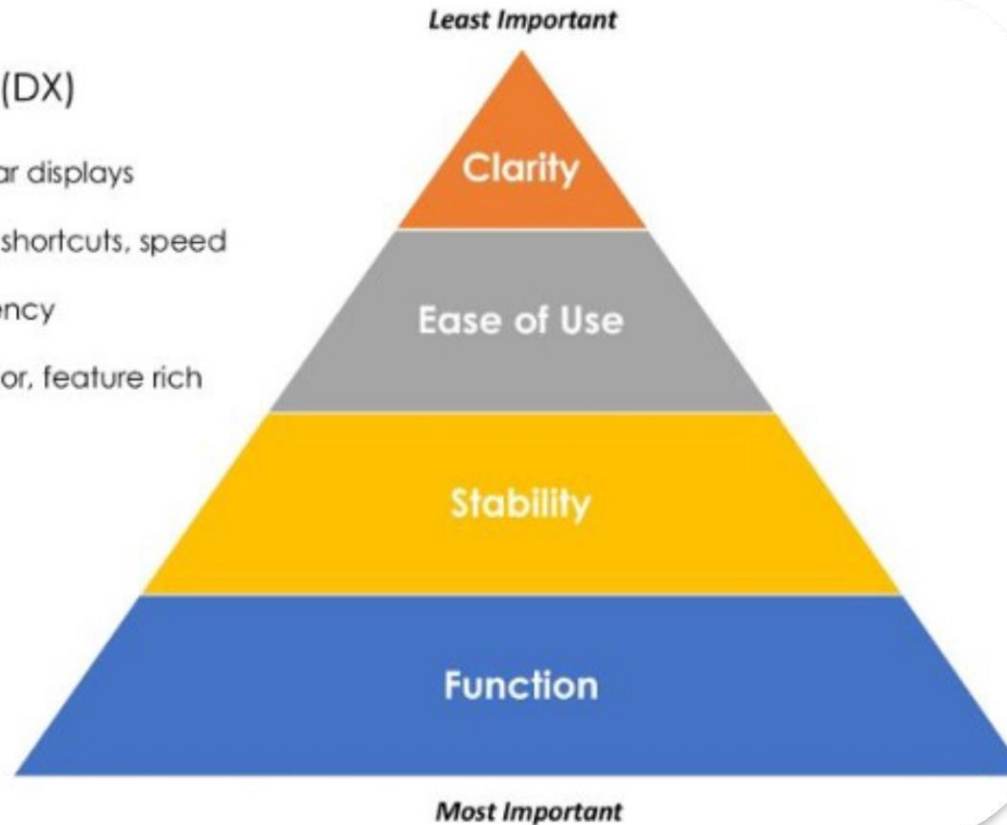 (DX)
displays
shortcuts, speed
feature rich
Least Important
Clarity
Ease of Use
Stability
Function
Most Important